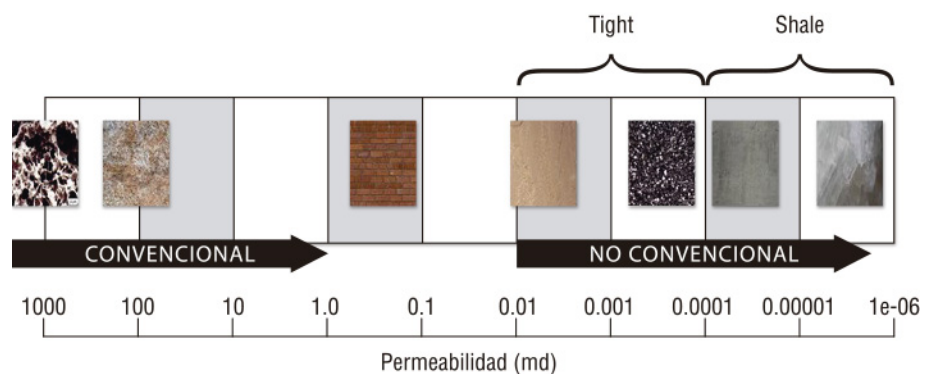 Tight Shale
CONVENCIONAL NO CONVENCIONAL
1000 100 10 1.0 0.1 0.01 0.001 0.0001 0.00001 1e-06
Permeabilidad (md)